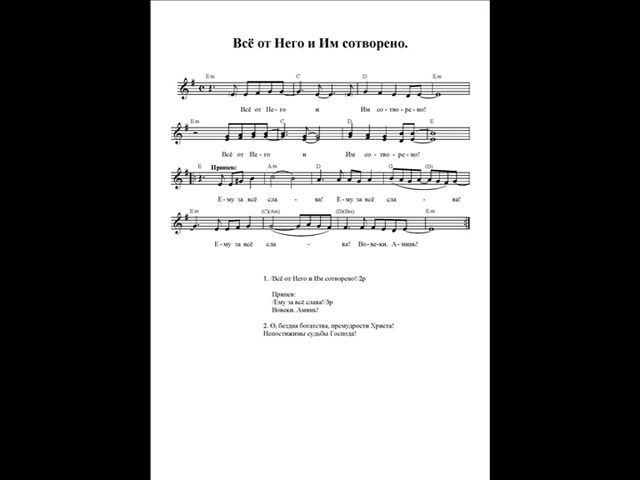 Всё от Него и Им сотворено.
Em C D Em
Всё от Не - го и Им со - тво - ре - но!
Em C D E
Всё от Не - го и Им со - тво - ре - но!
E Припев: Am D G (D)
Е - му за всё сла - ва! Е - му за всё сла - ва!
Em (C)(Am) (D)(Bm) Em
Е - му за всё сла - ва! Во - ве - ки. А - минь!
1. /Всё от Него и Им сотворено!/2р
Припев:
/Ему за всё слава!/3р
Вовеки. Аминь!
2. О, бездна богатства, премудрости Христа!
Непостижимы судьбы Господа!